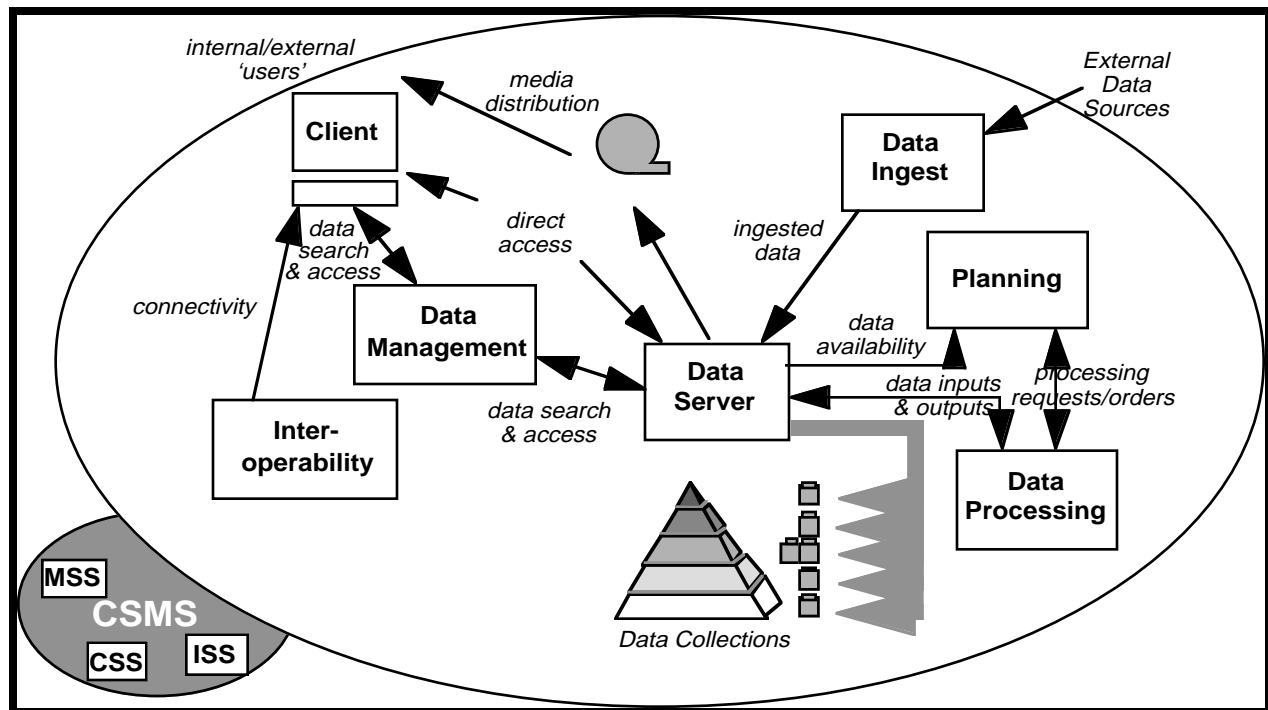 internal/external
'users'
media
distribution
External
Data
Sources
Client
Data
Ingest
data
search
& access
direct
access
ingested
data
connectivity
Planning
Data
Management
data
availability
Data
Server
data inputs
& outputs
processing
requests/orders
data search
& access
Inter-
operability
Data
Processing
Data Collections
MSS
CSMS
CSS
ISS